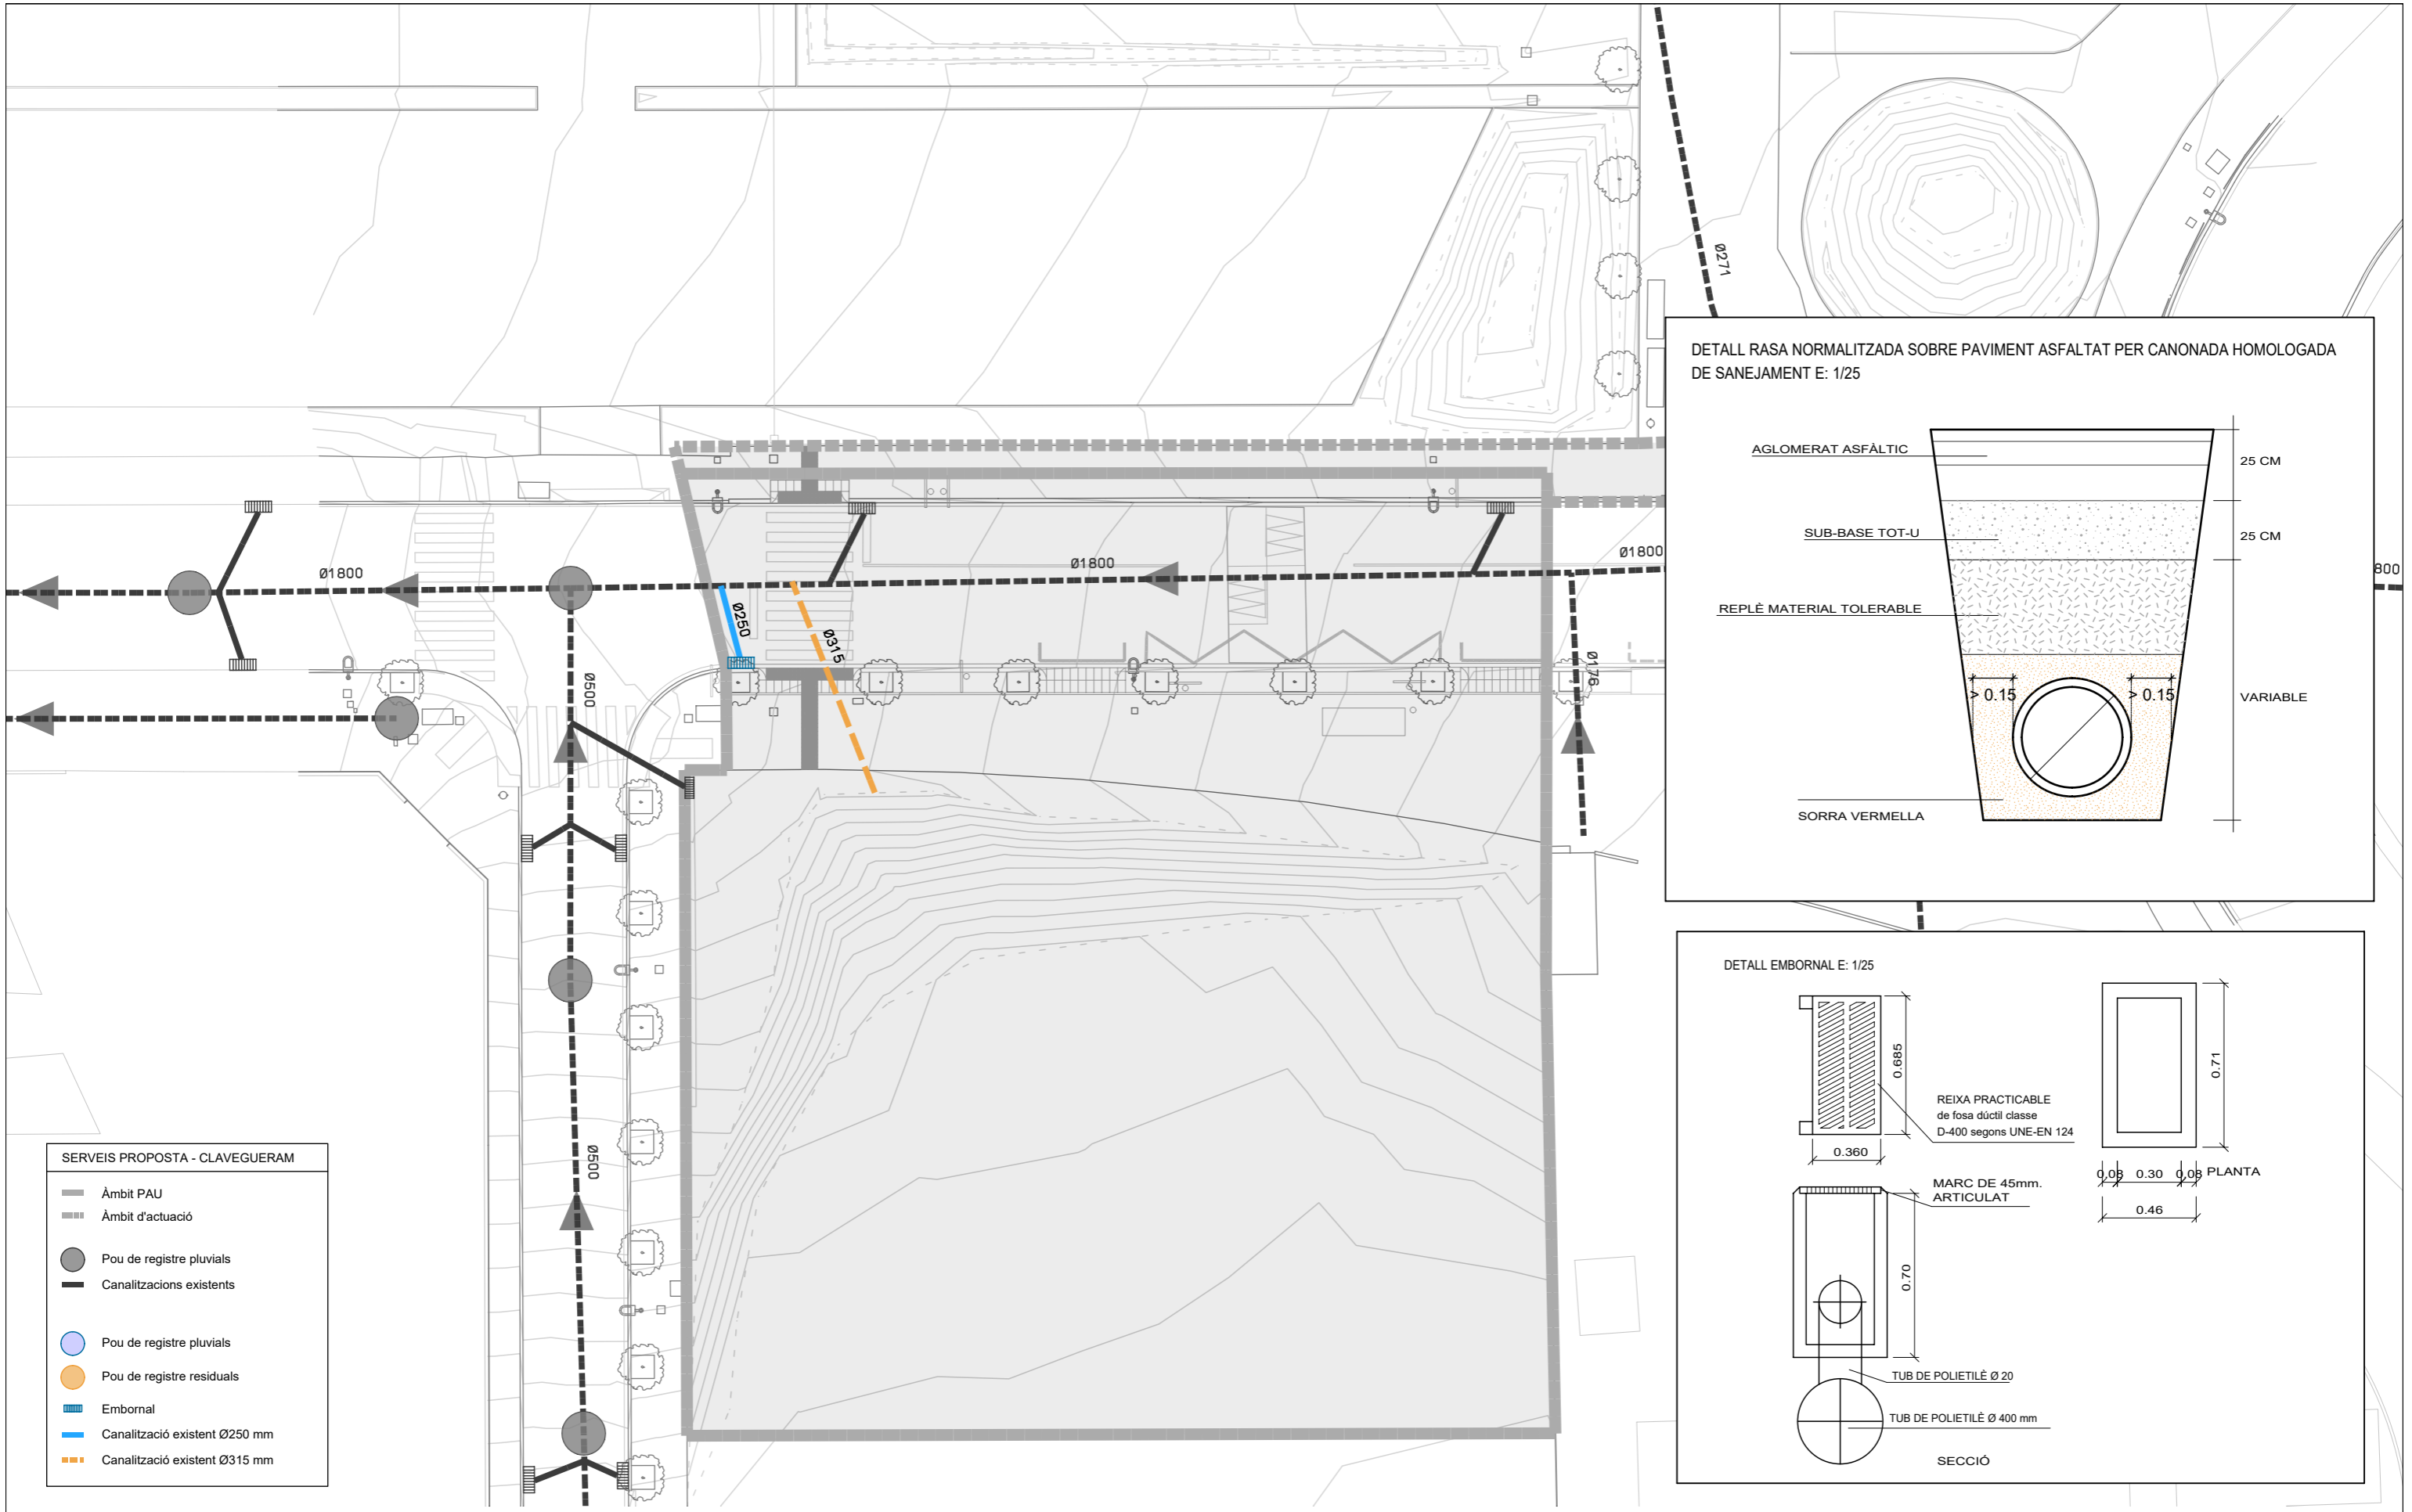 Ø271
DETALL RASA NORMALITZADA SOBRE PAVIMENT ASFALTAT PER CANONADA HOMOLOGADA
DE SANEJAMENT E: 1/25
AGLOMERAT ASFÀLTIC
25 CM
SUB-BASE TOT-U
25 CM
REPLÈ MATERIAL TOLERABLE
> 0.15
> 0.15
VARIABLE
SORRA VERMELLA
Ø1800
Ø1800
Ø1800
800
Ø250
Ø315
Ø500
Ø176
Ø500
DETALL EMBORNAL E: 1/25
0.685
0.71
REIXA PRACTICABLE
de fosa dúctil classe
D-400 segons UNE-EN 124
0.360
0,08
0.30
0,08
PLANTA
0.46
MARC DE 45mm.
ARTICULAT
0.70
TUB DE POLIETILÈ Ø 20
TUB DE POLIETILÈ Ø 400 mm
SECCIÓ
SERVEIS PROPOSTA - CLAVEGUERAM
Àmbit PAU
Àmbit d'actuació
Pou de registre pluvials
Canalitzacions existents
Pou de registre pluvials
Pou de registre residuals
Embornal
Canalització existent Ø250 mm
Canalització existent Ø315 mm